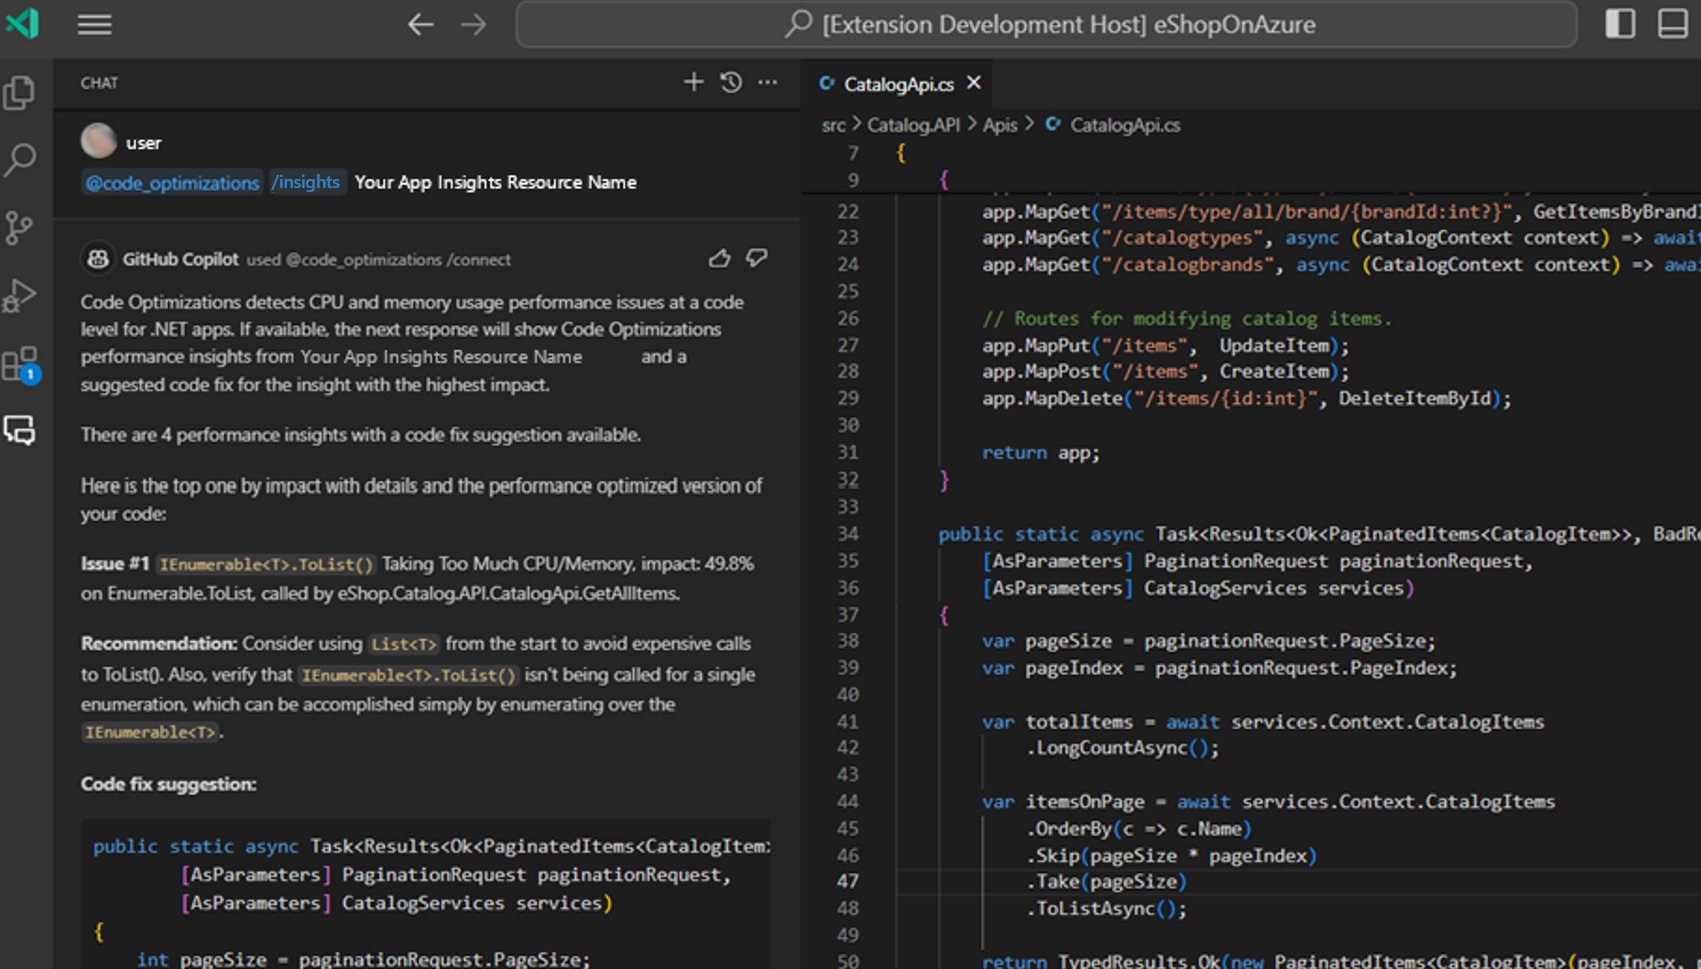 [Extension Development Host] eShopOnAzure
CHAT
user
@code_optimizations /insights Your App Insights Resource Name
GitHub Copilot used @code_optimizations /connect
Code Optimizations detects CPU and memory usage performance issues at a code
level for .NET apps. If available, the next response will show Code Optimizations
performance insights from Your App Insights Resource Name and a
suggested code fix for the insight with the highest impact.
There are 4 performance insights with a code fix suggestion available.
Here is the top one by impact with details and the performance optimized version of
your code:
Issue #1 IEnumerable<T>.ToList() Taking Too Much CPU/Memory, impact: 49.8%
on Enumerable.ToList, called by eShop.Catalog.API.CatalogApi.GetAllItems.
Recommendation: Consider using List<T> from the start to avoid expensive calls
to ToList(). Also, verify that IEnumerable<T>.ToList() isn't being called for a single
enumeration, which can be accomplished simply by enumerating over the
IEnumerable<T>.
Code fix suggestion:
public static async Task<Results<Ok<PaginatedItems<CatalogItem>
[AsParameters] PaginationRequest paginationRequest,
[AsParameters] CatalogServices services)
{
int pageSize = paginationRequest.PageSize;
1
CatalogApi.cs
src > Catalog.API > Apis > CatalogApi.cs
7 {
9 {
22 app.MapGet("/items/type/all/brand/{brandId:int?}", GetItemsByBrandI
23 app.MapGet("/catalogtypes", async (CatalogContext context) => await
24 app.MapGet("/catalogbrands", async (CatalogContext context) => awai
25
26 // Routes for modifying catalog items.
27 app.MapPut("/items", UpdateItem);
28 app.MapPost("/items", CreateItem);
29 app.MapDelete("/items/{id:int}", DeleteItemById);
30
31 return app;
32 }
33
34 public static async Task<Results<Ok<PaginatedItems<CatalogItem>>, BadRe
35 [AsParameters] PaginationRequest paginationRequest,
36 [AsParameters] CatalogServices services)
37 {
38 var pageSize = paginationRequest.PageSize;
39 var pageIndex = paginationRequest.PageIndex;
40
41 var totalItems = await services.Context.CatalogItems
42 .LongCountAsync();
43
44 var itemsOnPage = await services.Context.CatalogItems
45 .OrderBy(c => c.Name)
46 .Skip(pageSize * pageIndex)
47 .Take(pageSize)
48 .ToListAsync();
49
50 return TypedResults.Ok(new PaginatedItems<CatalogItem>(pageIndex,